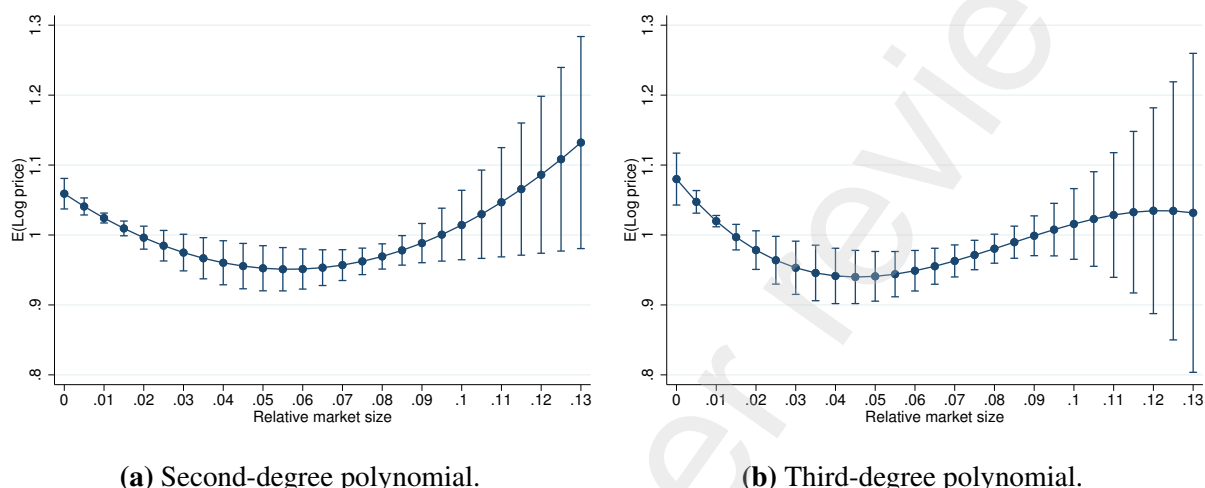 1.3
1.2
1.1
1
.9
.8
E(Log price)
0 .01 .02 .03 .04 .05 .06 .07 .08 .09 .1 .11 .12 .13
Relative market size
(a) Second-degree polynomial.
1.3
1.2
1.1
1
.9
.8
E(Log price)
0 .01 .02 .03 .04 .05 .06 .07 .08 .09 .1 .11 .12 .13
Relative market size
(b) Third-degree polynomial.
er revie